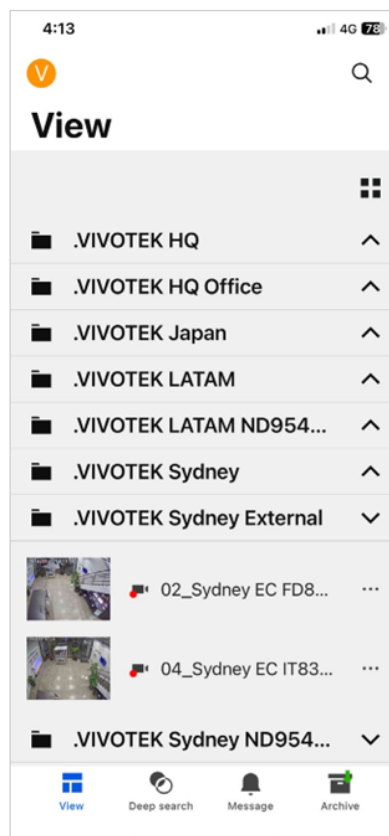 4:13 4G 78
V
View
.VIVOTEK HQ
.VIVOTEK HQ Office
.VIVOTEK Japan
.VIVOTEK LATAM
.VIVOTEK LATAM ND954...
.VIVOTEK Sydney
.VIVOTEK Sydney External
02_Sydney EC FD8...
04_Sydney EC IT83...
.VIVOTEK Sydney ND954...
View Deep search Message Archive